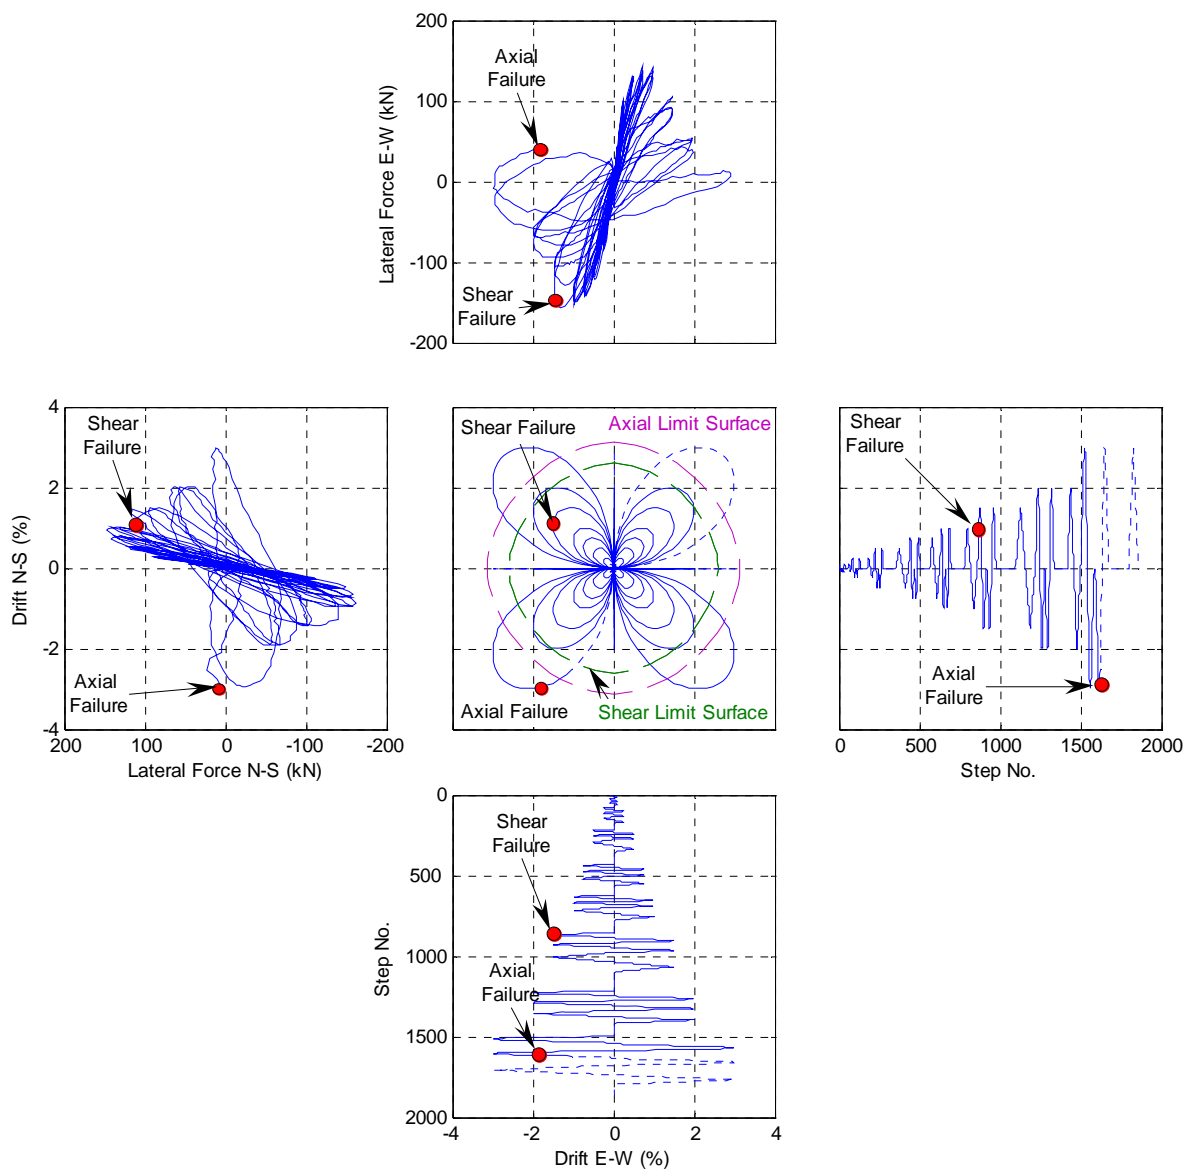 200
100
0
-100
-200
Lateral Force E-W (kN)
Axial
Failure
Shear
Failure
4
2
0
-2
-4
Drift N-S (%)
Shear
Failure
Axial
Failure
200
100
0
-100
-200
Lateral Force N-S (kN)
Axial Limit Surface
Shear Failure
Axial Failure
Shear Limit Surface
Shear
Failure
Axial
Failure
0
500
1000
1500
2000
Step No.
0
500
1000
1500
2000
Step No.
Shear
Failure
Axial
Failure
-4
-2
0
2
4
Drift E-W (%)